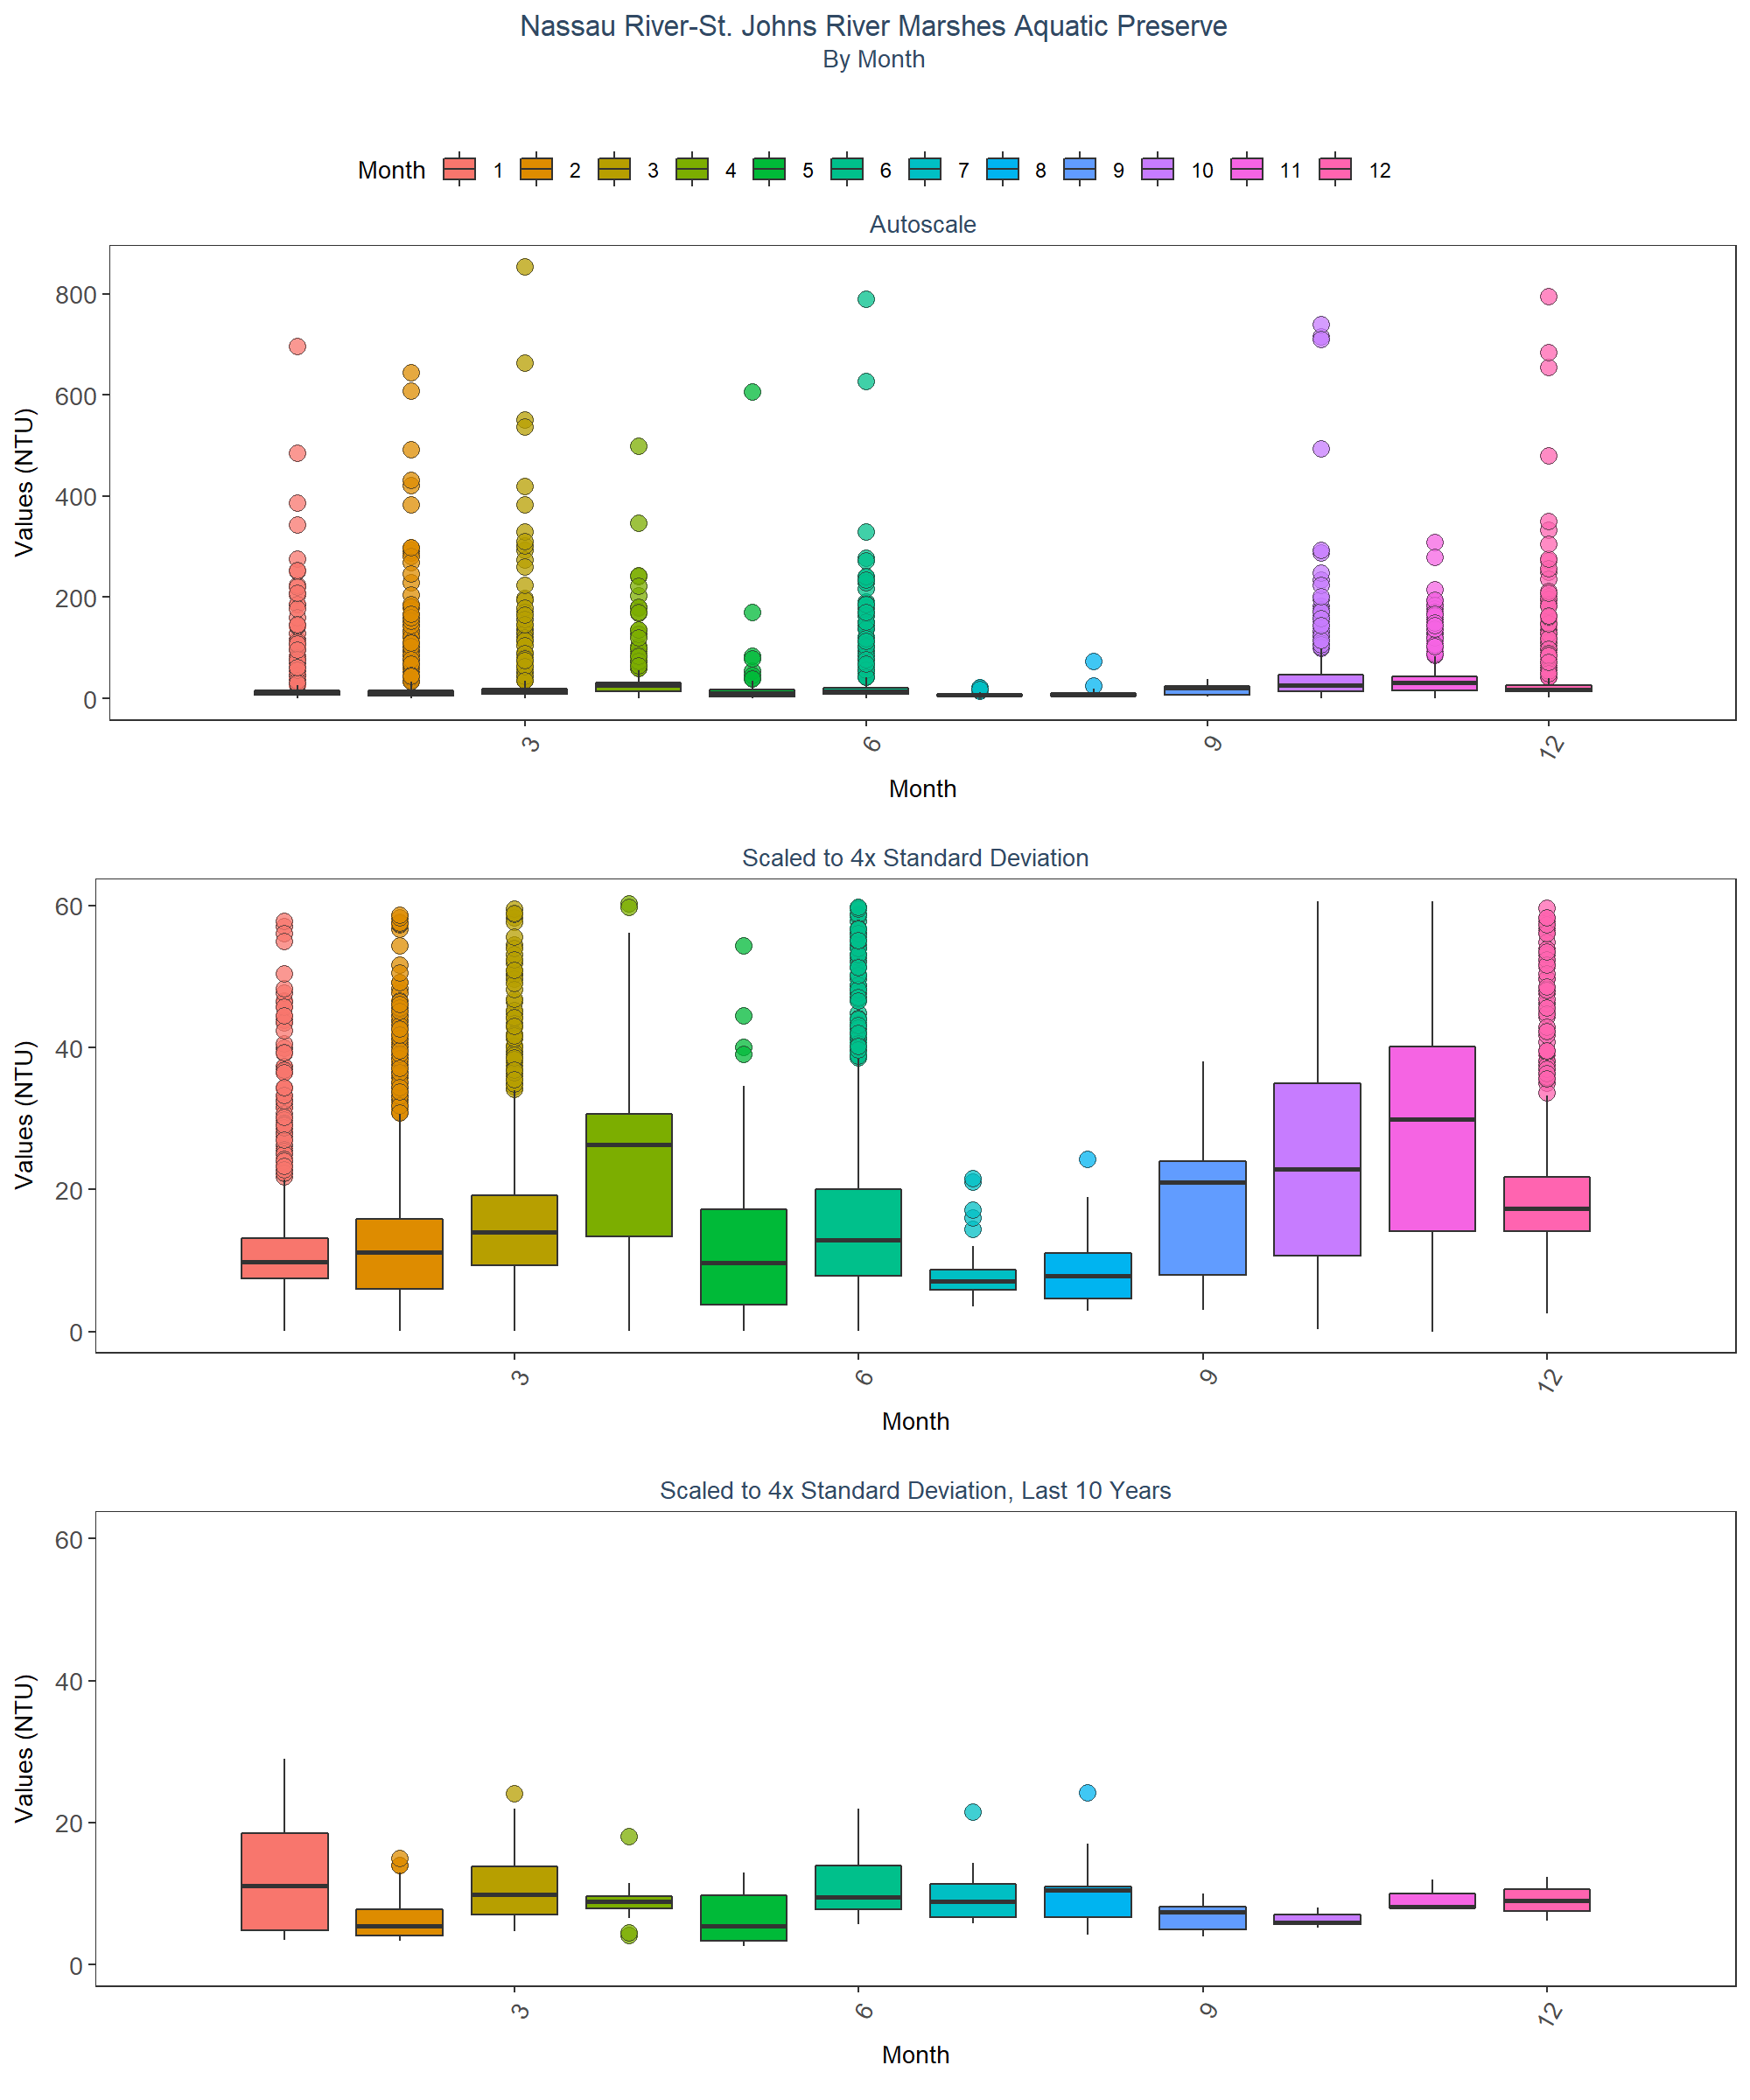 Nassau River-St. Johns River Marshes Aquatic Preserve
By Month
Month 1 2 3 4 5 6 7 8 9 10 11 12
Autoscale
Values (NTU)
800
600
400
200
0
3 6 9 12
Month
Scaled to 4x Standard Deviation
Values (NTU)
60
40
20
0
3 6 9 12
Month
Scaled to 4x Standard Deviation, Last 10 Years
Values (NTU)
60
40
20
0
3 6 9 12
Month